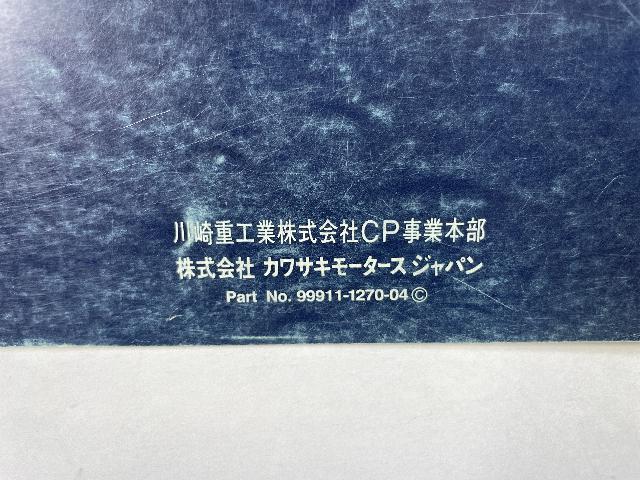 川崎重工業株式会社CP事業本部
株式会社 カワサキモータースジャパン
Part No. 99911-1270-04 ©